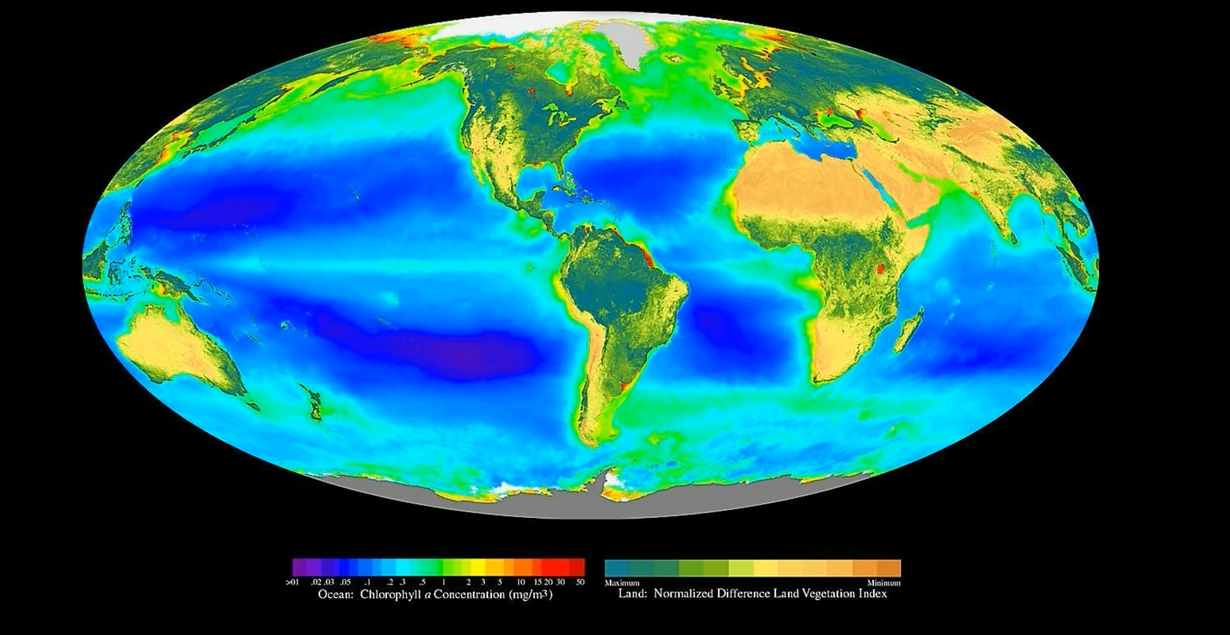 >01 .02 .03 .05 .1 .2 .3 .5 1 2 3 5 10 15 20 30 50
Maximum Minimum
Ocean: Chlorophyll a Concentration (mg/m3)
Land: Normalized Difference Land Vegetation Index